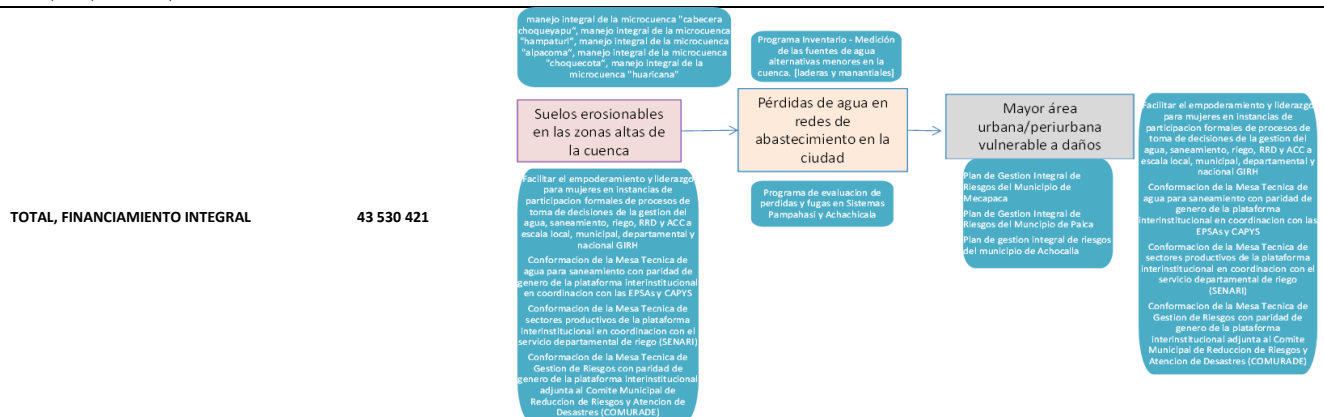 manejo integral de la microcuenca "cabecera
choqueyapu", manejo integral de la microcuenca
"hampaturi", manejo integral de la microcuenca
"alpacoma", manejo integral de la microcuenca
"choquecota", manejo integral de la
microcuenca "huaricana"
Programa Inventario - Medición
de las fuentes de agua
alternativas menores en la
cuenca. [laderas y manantiales]
Suelos erosionables
en las zonas altas de
la cuenca
Pérdidas de agua en
redes de
abastecimiento en la
ciudad
Mayor área
urbana/periurbana
vulnerable a daños
Facilitar el empoderamiento y liderazgo
para mujeres en instancias de
participacion formales de procesos de
toma de decisiones de la gestion del
agua, saneamiento, riego, RRD y ACC a
escala local, municipal, departamental y
nacional GIRH
Conformacion de la Mesa Tecnica de
agua para saneamiento con paridad de
genero de la plataforma interinstitucional
en coordinacion con las EPSAs y CAPYS
Conformacion de la Mesa Tecnica de
sectores productivos de la plataforma
interinstitucional en coordinacion con el
servicio departamental de riego (SENARI)
Conformacion de la Mesa Tecnica de
Gestion de Riesgos con paridad de
genero de la plataforma interinstitucional
adjunta al Comite Municipal de
Reduccion de Riesgos y Atencion de
Desastres (COMURADE)
Programa de evaluacion de
perdidas y fugas en Sistemas
Pampahasi y Achachicala
Plan de Gestion Integral de
Riesgos del Municipio de
Mecapaca
Plan de Gestion Integral de
Riesgos del Muncipio de Palca
Plan de gestion integral de riesgos
del municipio de Achocalla
Facilitar el empoderamiento y liderazgo
para mujeres en instancias de
participacion formales de procesos de
toma de decisiones de la gestion del
agua, saneamiento, riego, RRD y ACC a
escala local, municipal, departamental y
nacional GIRH
Conformacion de la Mesa Tecnica de
agua para saneamiento con paridad de
genero de la plataforma
interinstitucional en coordinacion con las
EPSAs y CAPYS
Conformacion de la Mesa Tecnica de
sectores productivos de la plataforma
interinstitucional en coordinacion con el
servicio departamental de riego
(SENARI)
Conformacion de la Mesa Tecnica de
Gestion de Riesgos con paridad de
genero de la plataforma
interinstitucional adjunta al Comite
Municipal de Reduccion de Riesgos y
Atencion de Desastres (COMURADE)
TOTAL, FINANCIAMIENTO INTEGRAL 43 530 421